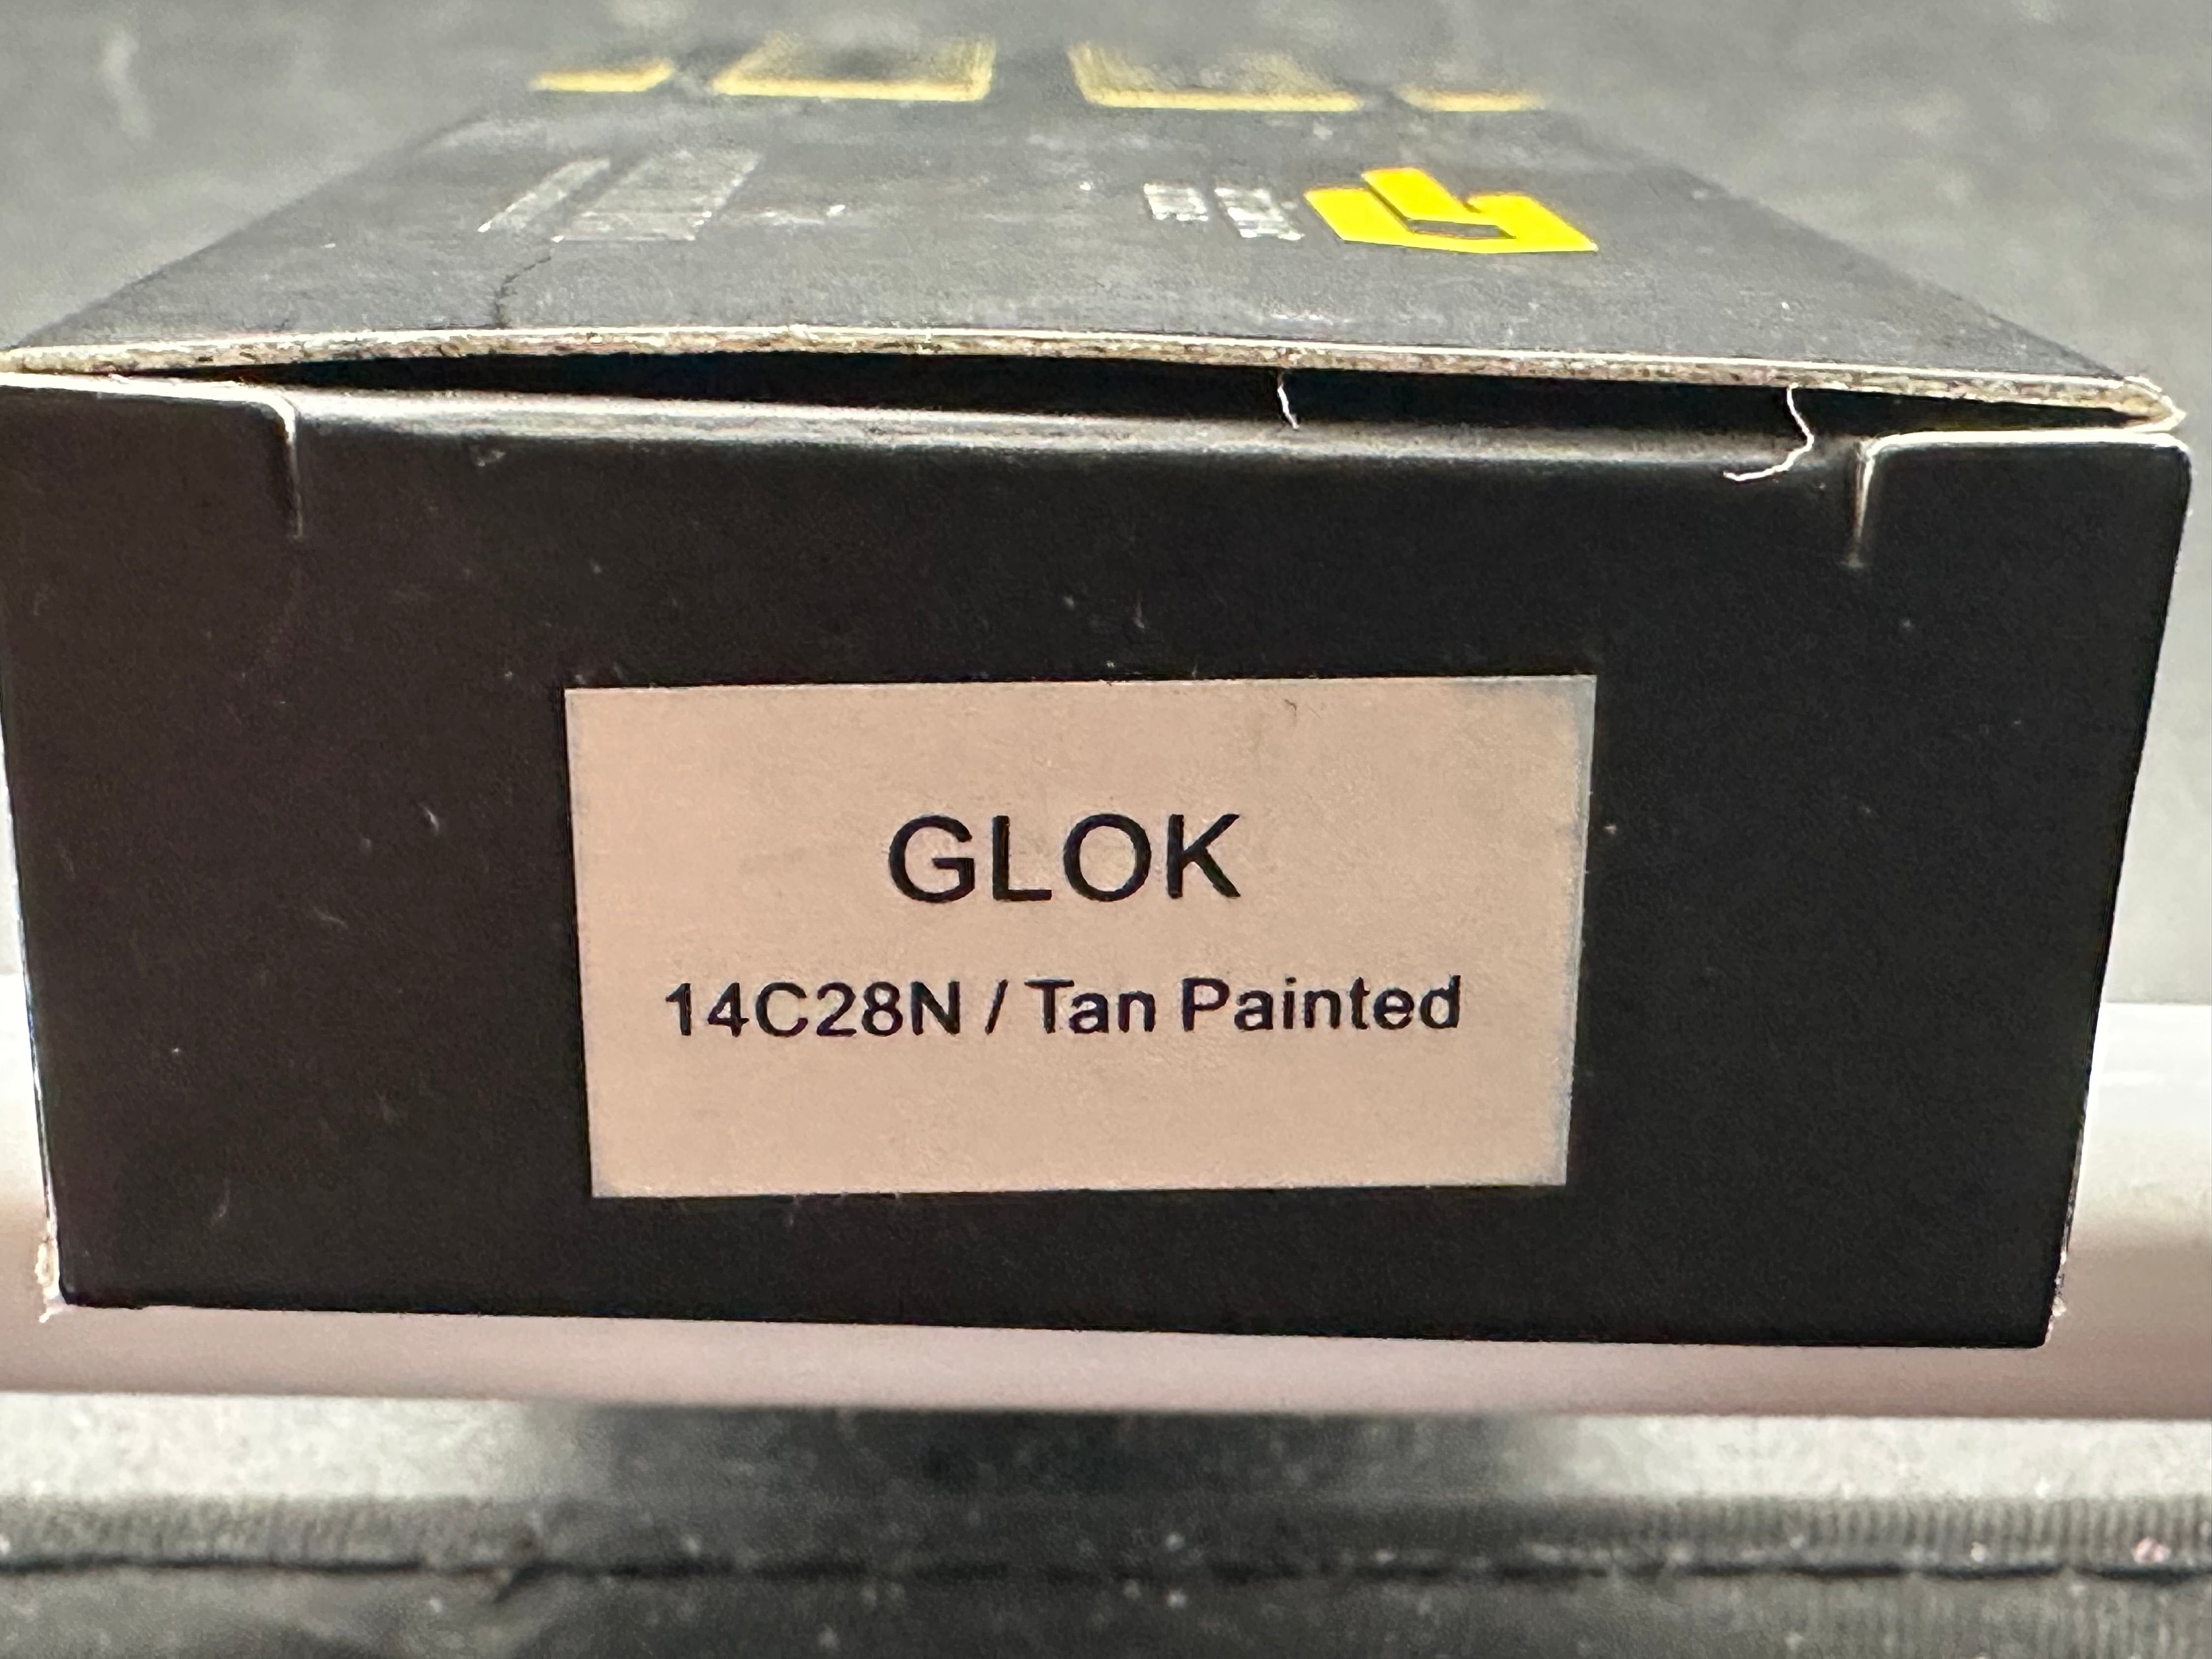 GLOK
14C28N / Tan Painted